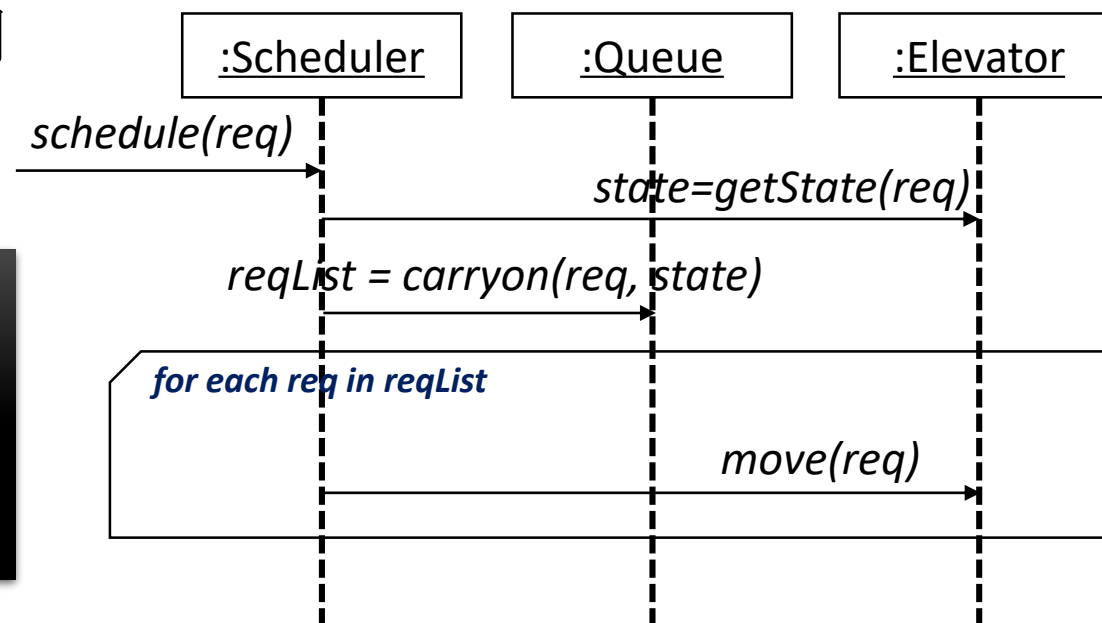 :Scheduler
:Queue
:Elevator
schedule(req)
state=getState(req)
reqList = carryon(req, state)
for each req in reqList
move(req)